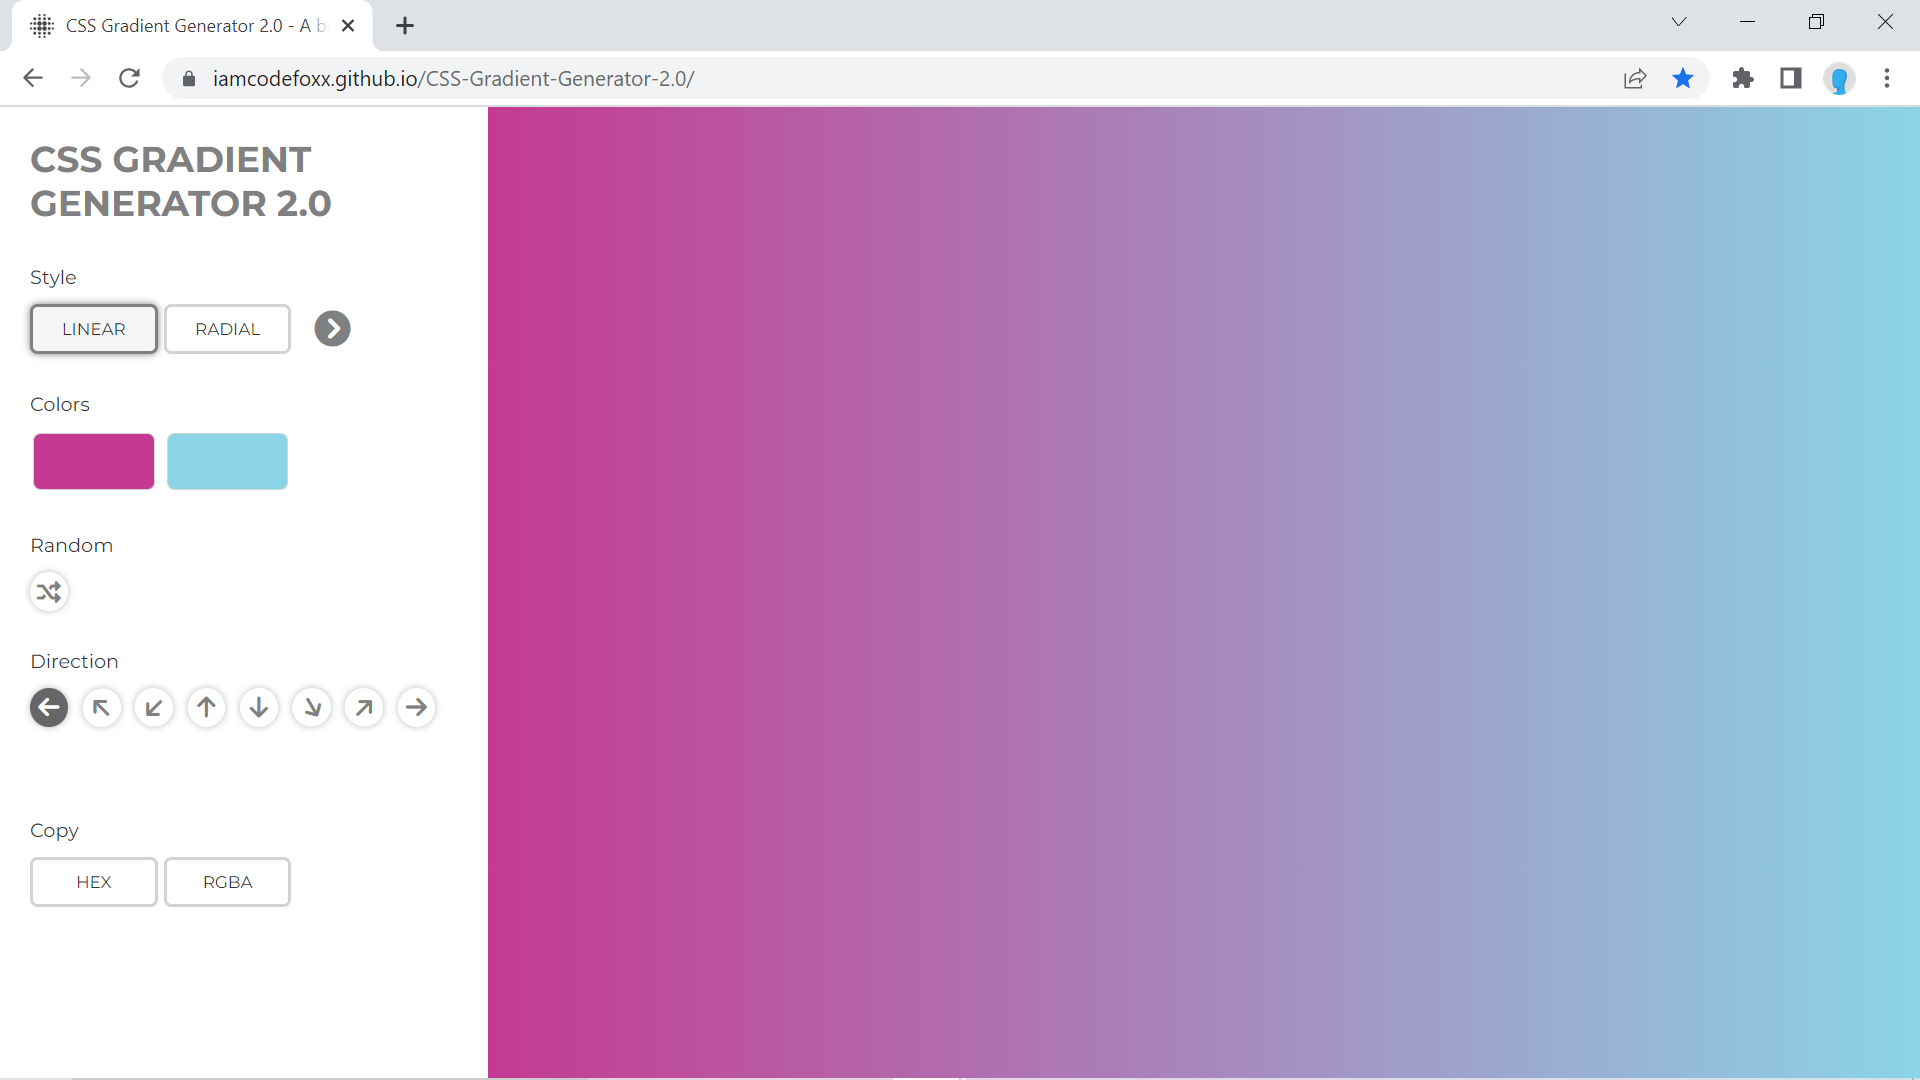 CSS Gradient Generator 2.0 - A b
iamcodefoxx.github.io/CSS-Gradient-Generator-2.0/
CSS GRADIENT
GENERATOR 2.0
Style
LINEAR RADIAL
Colors
Random
Direction
Copy
HEX RGBA